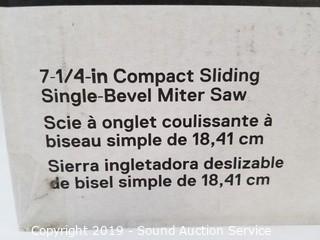 7-1/4-in Compact Sliding
Single-Bevel Miter Saw
Scie à onglet coulissante à
biseau simple de 18,41 cm
Sierra ingletadora deslizable
de bisel simple de 18,41 cm
Copyright 2019 - Sound Auction Service